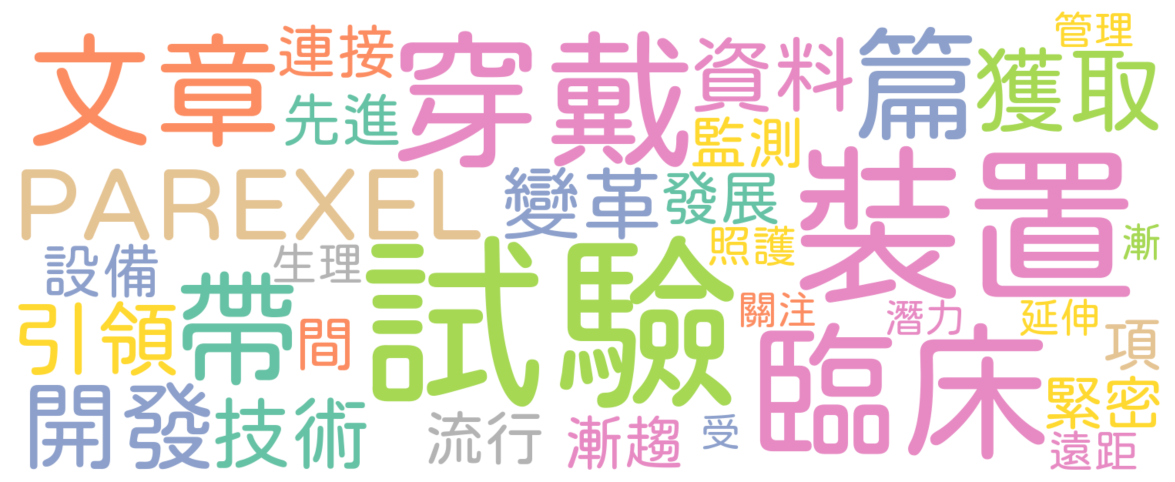 文章
連接
先進
穿戴
資料
監測
篇
獲取
管理
PAREXEL
變革
發展
照護
裝置
漸
設備
生理
引領
帶
間
試驗
關注
潛力
延伸
項
臨床
緊密
遠距
開發
技術
流行
漸趨
受